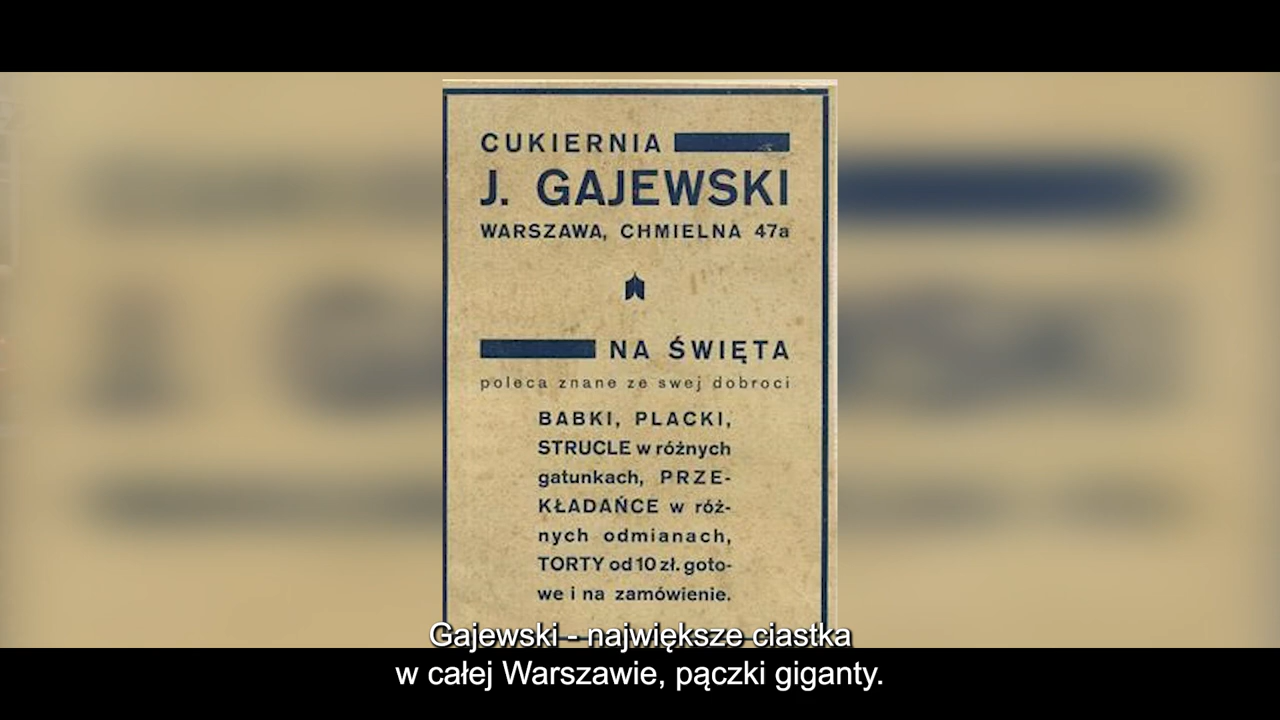 CUKIERNIA
J. GAJEWSKI
WARSZAWA, CHMIELNA 47a
NA ŚWIĘTA
poleca znane ze swej dobroci
BABKI, PLACKI,
STRUCLE w różnych
gatunkach, PRZE-
KŁADAŃCE w róż-
nych odmianach,
TORTY od 10 zł. goto-
we i na zamówienie.
Gajewski - największe ciastka
w całej Warszawie, pączki giganty.